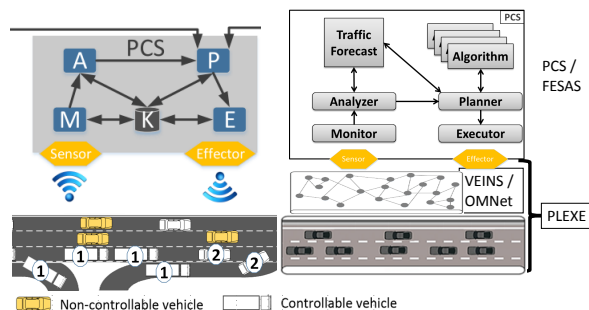 PCS
A
P
M
K
E
Sensor
Effector
1
1
1
1
2
2
Non-controllable vehicle
Controllable vehicle
PCS
Traffic
Forecast
Algorithm
Analyzer
Planner
Monitor
Executor
Sensor
Effector
PCS /
FESAS
VEINS /
OMNet
PLEXE